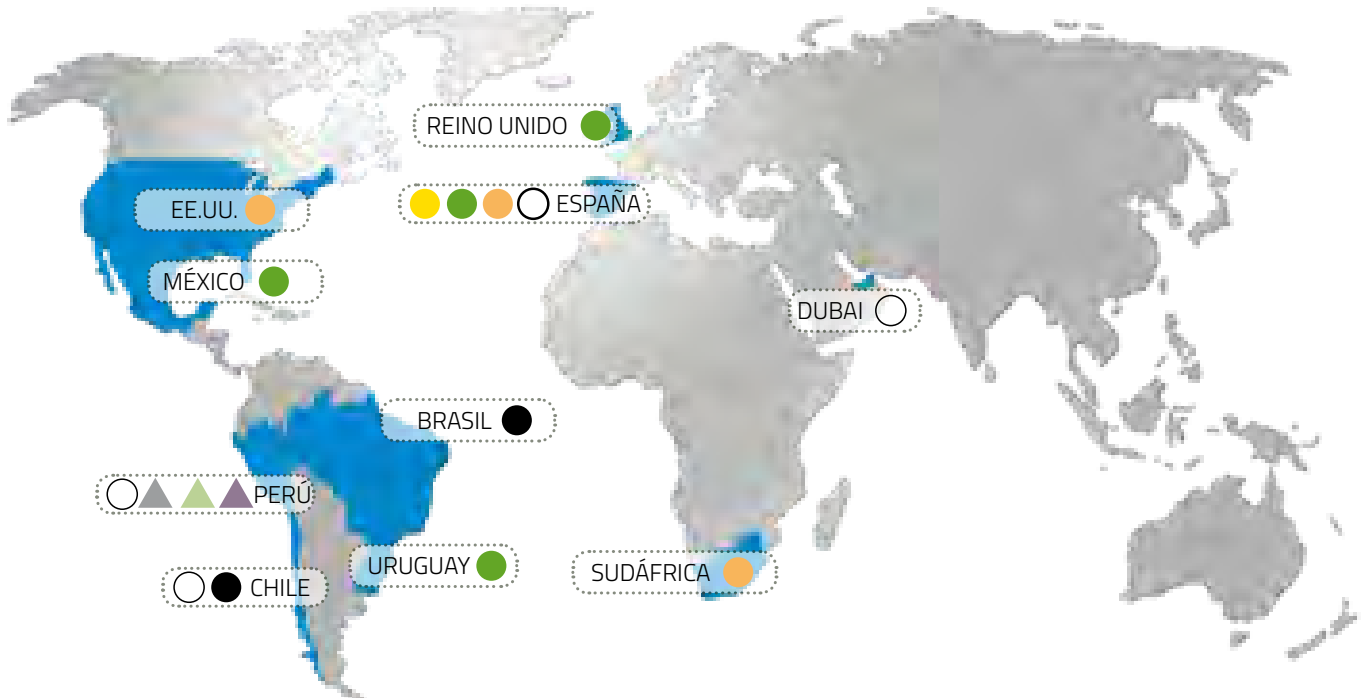 REINO UNIDO
ESPAÑA
EE.UU.
MÉXICO
DUBAI
BRASIL
PERÚ
URUGUAY
SUDÁFRICA
CHILE